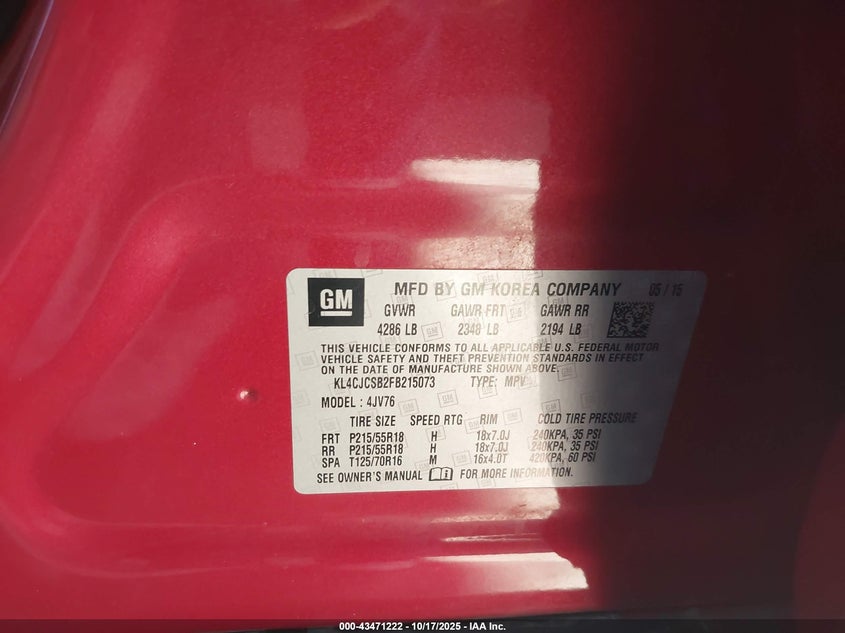 GM MFD BY GM KOREA COMPANY 05 / 15
GVWR GAWR FRT GAWR RR
4286 LB 2348 LB 2194 LB
THIS VEHICLE CONFORMS TO ALL APPLICABLE U.S. FEDERAL MOTOR
VEHICLE SAFETY AND THEFT PREVENTION STANDARDS IN EFFECT
ON THE DATE OF MANUFACTURE SHOWN ABOVE.
KL4CJCSB2FB215073 TYPE: MPV
MODEL : 4JV76
TIRE SIZE SPEED RTG RIM COLD TIRE PRESSURE
FRT P215/55R18 H 18x7.0J 240KPA, 35 PSI
RR P215/55R18 H 18x7.0J 240KPA, 35 PSI
SPA T125/70R16 M 16x4.0T 420KPA, 60 PSI
SEE OWNER'S MANUAL FOR MORE INFORMATION.
000-43471222 - 10/17/2025 - IAA Inc.